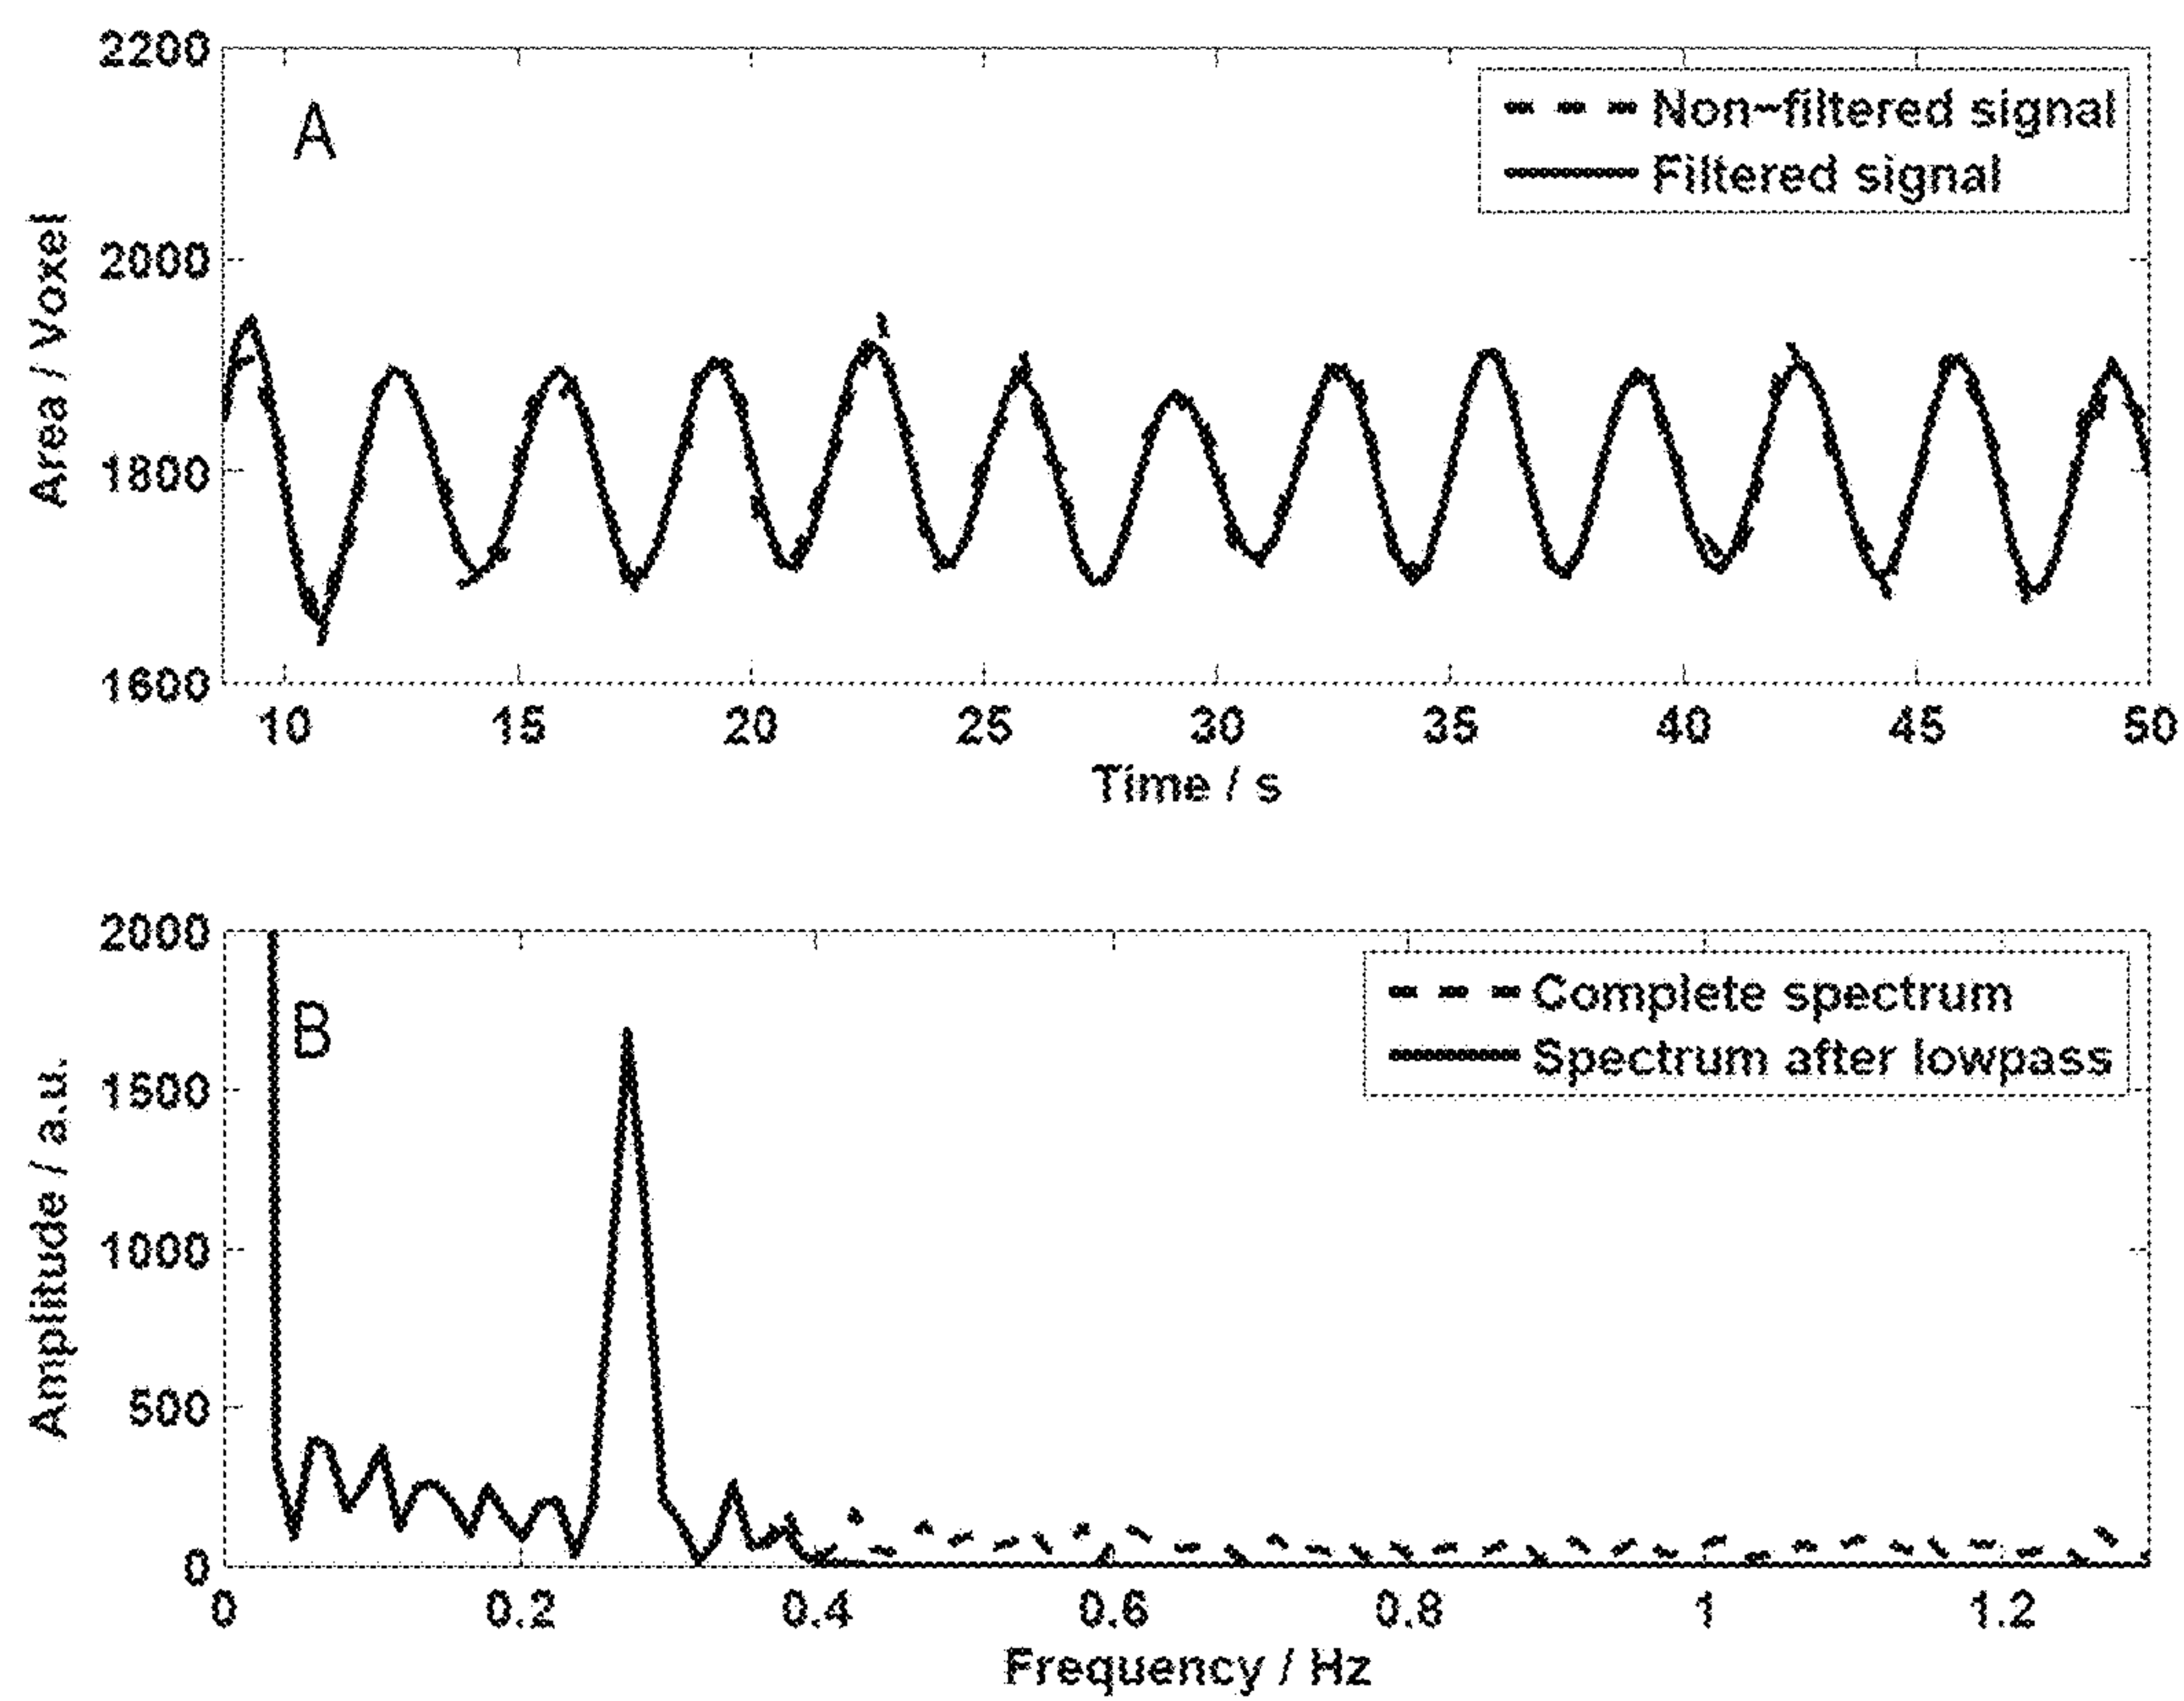 2200
A
Non-filtered signal
Filtered signal
2000
1800
1600
Area / Voxel
10 15 20 25 30 35 40 45 50
Time / s
2000
B
Complete spectrum
Spectrum after lowpass
1500
1000
500
0
Amplitude / a.u.
0 0.2 0.4 0.6 0.8 1 1.2
Frequency / Hz